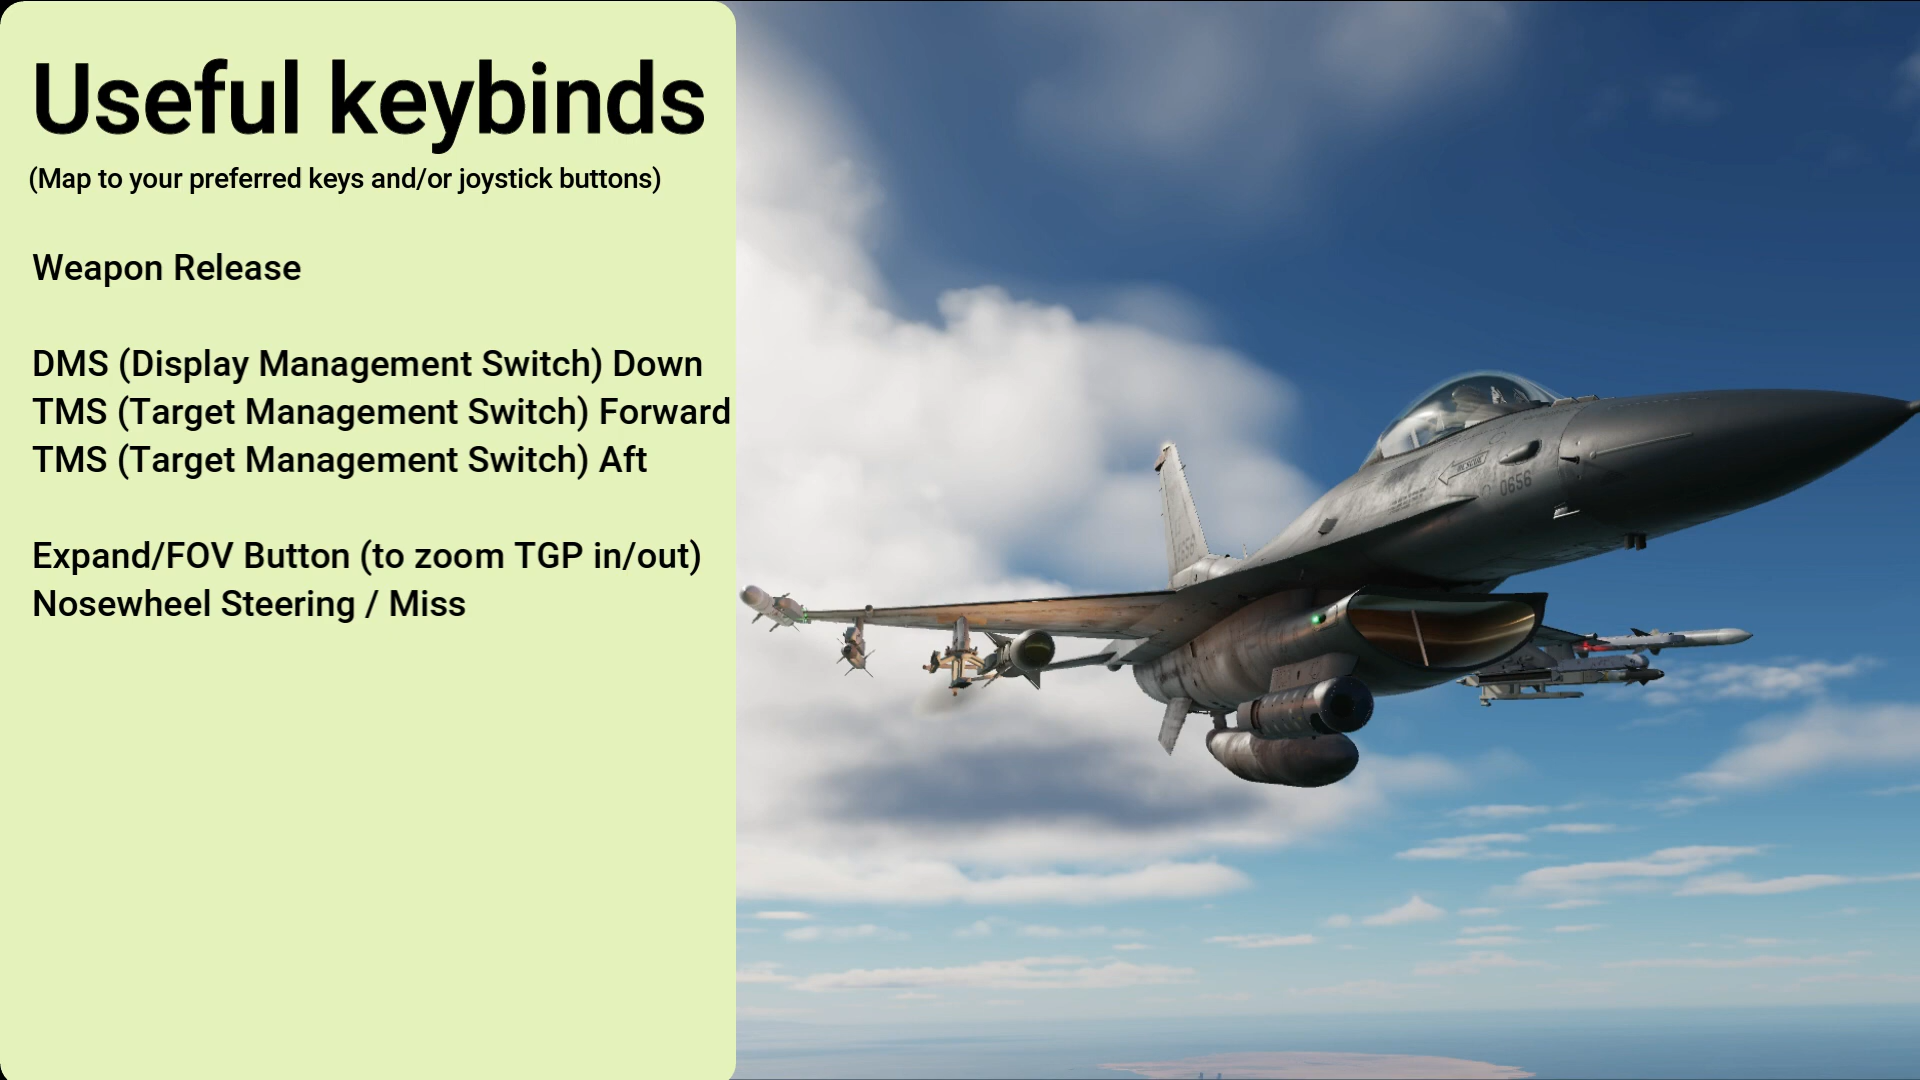 Useful keybinds
(Map to your preferred keys and/or joystick buttons)
Weapon Release
DMS (Display Management Switch) Down
TMS (Target Management Switch) Forward
TMS (Target Management Switch) Aft
Expand/FOV Button (to zoom TGP in/out)
Nosewheel Steering / Miss
RESCUE
0656